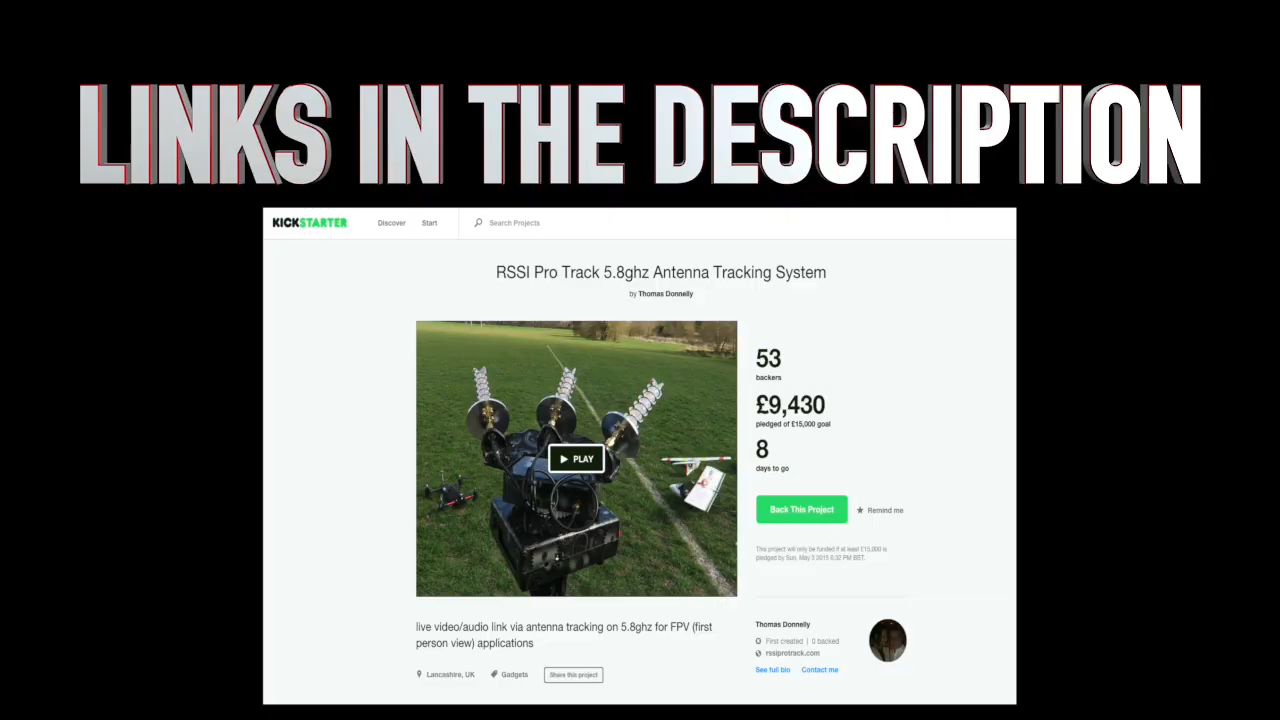 LINKS IN THE DESCRIPTION
KICKSTARTER
Discover
Start
Search Projects
RSSI Pro Track 5.8ghz Antenna Tracking System
by Thomas Donnelly
PLAY
53
backers
£9,430
pledged of £15,000 goal
8
days to go
Back This Project
Remind me
This project will only be funded if at least £15,000 is
pledged by Sun, May 3 2015 6:32 PM BST.
live video/audio link via antenna tracking on 5.8ghz for FPV (first
person view) applications
Lancashire, UK
Gadgets
Share this project
Thomas Donnelly
First created | 0 backed
rssiprotrack.com
See full bio
Contact me